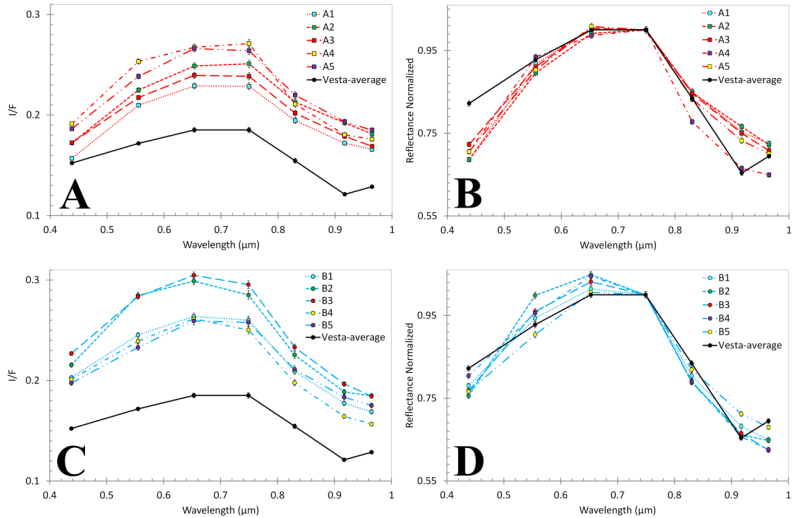 A
I/F
0.3
0.2
0.1
0.4 0.5 0.6 0.7 0.8 0.9 1
Wavelength (μm)
A1
A2
A3
A4
A5
Vesta-average
B
Reflectance Normalized
0.95
0.75
0.55
0.4 0.5 0.6 0.7 0.8 0.9 1
Wavelength (μm)
A1
A2
A3
A4
A5
Vesta-average
C
I/F
0.3
0.2
0.1
0.4 0.5 0.6 0.7 0.8 0.9 1
Wavelength (μm)
B1
B2
B3
B4
B5
Vesta-average
D
Reflectance Normalized
0.95
0.75
0.55
0.4 0.5 0.6 0.7 0.8 0.9 1
Wavelength (μm)
B1
B2
B3
B4
B5
Vesta-average